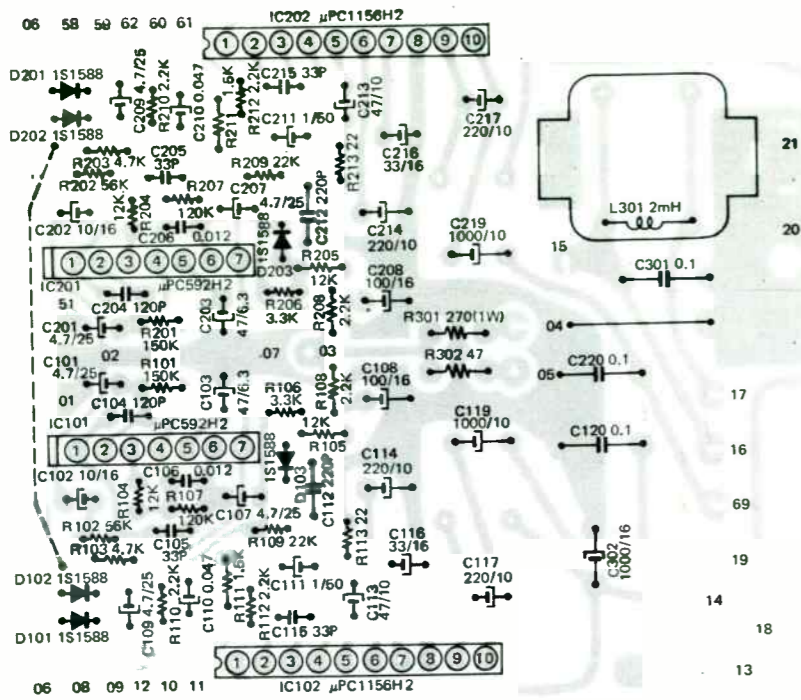 06 58 59 62 60 61
IC202 µPC1156H2
1 2 3 4 5 6 7 8 9 10
D201 1S1588
C209 4.7/25
R210 2.2K
C210 0.047
R211 1.5K
R212 2.2K
C215 33P
C213 47/10
C217
220/10
D202 1S1588
C211 1/50
C216
33/16
21
C205
33P
R203 4.7K
R209 22K
R213 22
R202 56K
R207
C207
4.7/25
C212 220P
12K
R204
120K
L301 2mH
C202 10/16
C206 0.012
1S1588
C214
220/10
C219
1000/10
20
15
1 2 3 4 5 6 7
D203
R205
12K
C301 0.1
IC201
µPC592H2
C208
100/16
51
C204 120P
C203
47/6.3
R206
3.3K
R208
2.2K
R301 270(1W)
C201
4.7/25
R201
150K
04
02
07
03
R302 47
C101
4.7/25
R101
150K
C103
47/6.3
R106
3.3K
R108
2.2K
C108
100/16
05
C220 0.1
01
C104 120P
17
IC101
µPC592H2
12K
R105
C119
1000/10
C120 0.1
1 2 3 4 5 6 7
1S1588
16
C102 10/16
C106 0.012
D103
C112 220P
C114
220/10
R104
12K
R107
120K
C107 4.7/25
69
R102 56K
C105
33P
R109 22K
R113 22
C116
33/16
R103 4.7K
C302
1000/16
19
D102 1S1588
C111 1/50
C117
220/10
C109 4.7/25
R110 2.2K
C110 0.047
R111 1.5K
R112 2.2K
C113
47/10
14
D101 1S1588
C115 33P
18
1 2 3 4 5 6 7 8 9 10
13
06 08 09 12 10 11
IC102 µPC1156H2